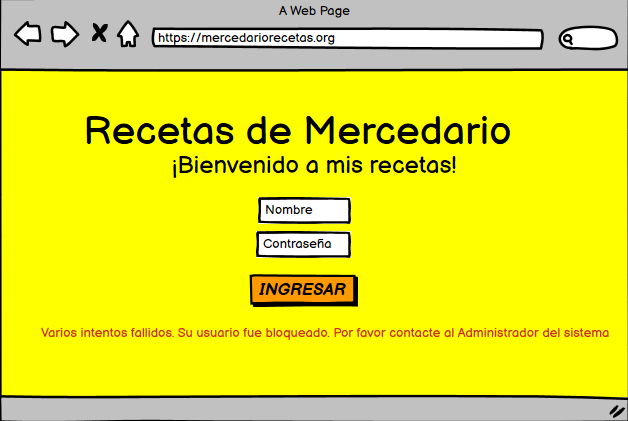 A Web Page
https://mercedariorecetas.org
Recetas de Mercedario
¡Bienvenido a mis recetas!
Nombre
Contraseña
INGRESAR
Varios intentos fallidos. Su usuario fue bloqueado. Por favor contacte al Administrador del sistema